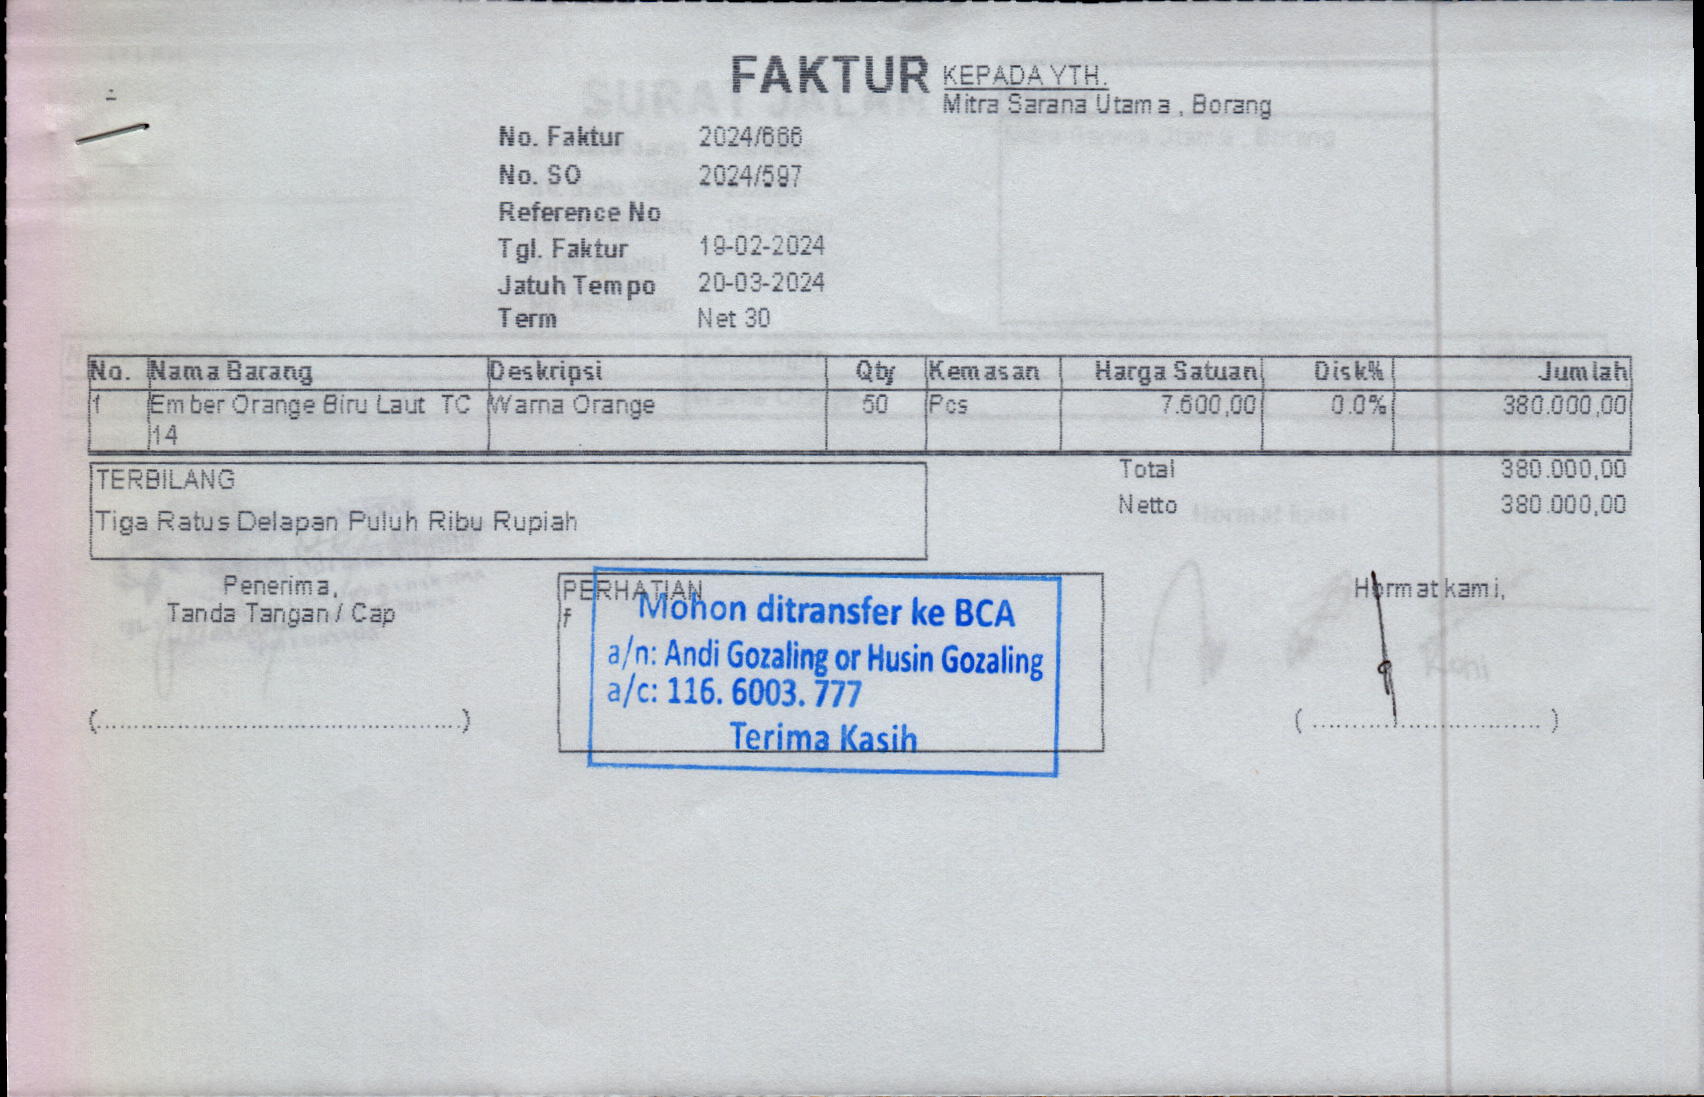 FAKTUR
KEPADA YTH.
Mitra Sarana Utama , Borang
No. Faktur 2024/666
No. SO 2024/597
Reference No
Tgl. Faktur 19-02-2024
Jatuh Tempo 20-03-2024
Term Net 30
No. Nama Barang Deskripsi Qty Kemasan Harga Satuan Disk% Jumlah
1 Ember Orange Biru Laut TC Warna Orange 50 Pcs 7.600,00 0.0% 380.000,00
14
TERBILANG
Tiga Ratus Delapan Puluh Ribu Rupiah
Total 380.000,00
Netto 380.000,00
Penerima,
Tanda Tangan / Cap
(............................................)
PERHATIAN
f
Mohon ditransfer ke BCA
a/n: Andi Gozaling or Husin Gozaling
a/c: 116. 6003. 777
Terima Kasih
Hormat kami,
(............................)